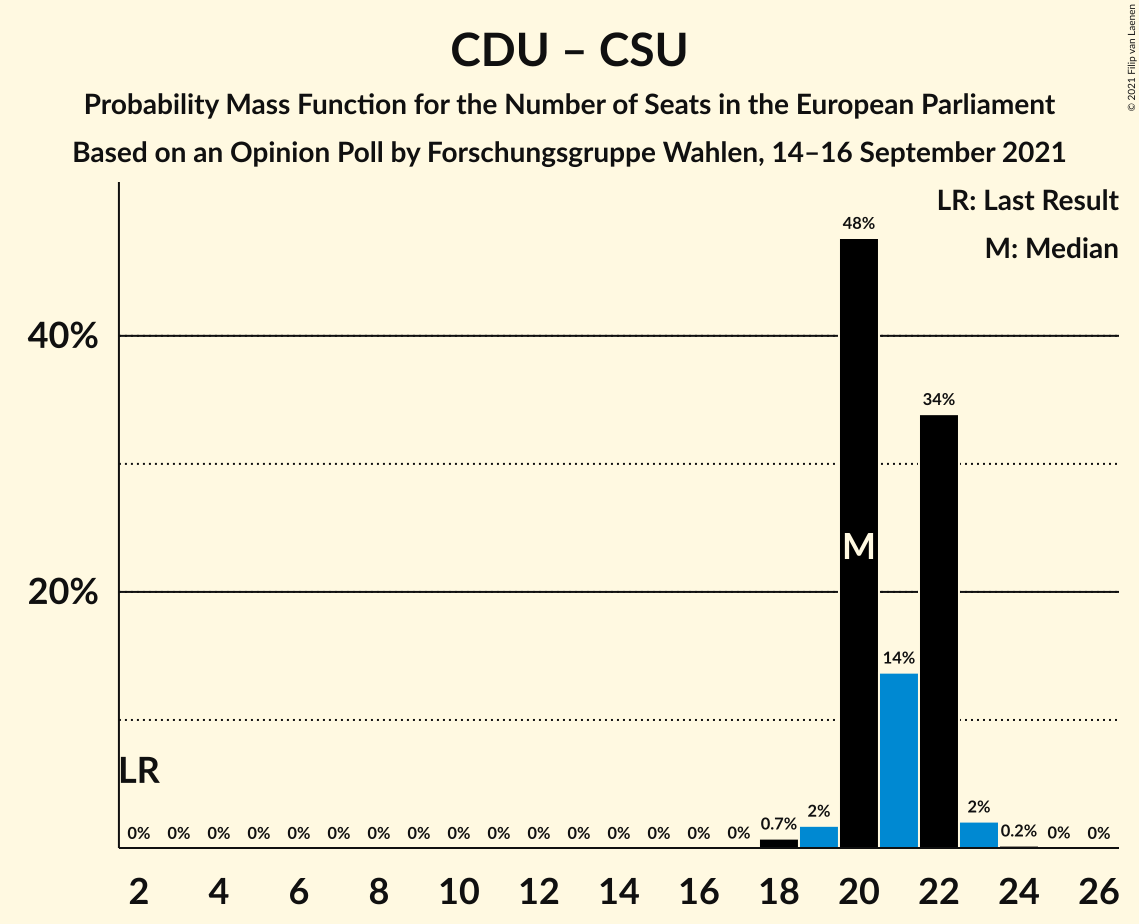 CDU – CSU
Probability Mass Function for the Number of Seats in the European Parliament
Based on an Opinion Poll by Forschungsgruppe Wahlen, 14–16 September 2021
© 2021 Filip van Laenen
LR: Last Result
M: Median
48%
40%
34%
M
20%
14%
LR
0% 0% 0% 0% 0% 0% 0% 0% 0% 0% 0% 0% 0% 0% 0% 0% 0.7% 2% 2% 0.2% 0% 0%
2 4 6 8 10 12 14 16 18 20 22 24 26